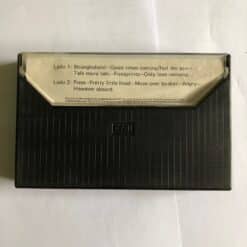 Lado 1: Stranglehold—Good times coming/Feel the sun—
Talk more talk—Footprints—Only love remains
Lado 2: Press—Pretty little head—Move over busker—Angry—
However absurd.